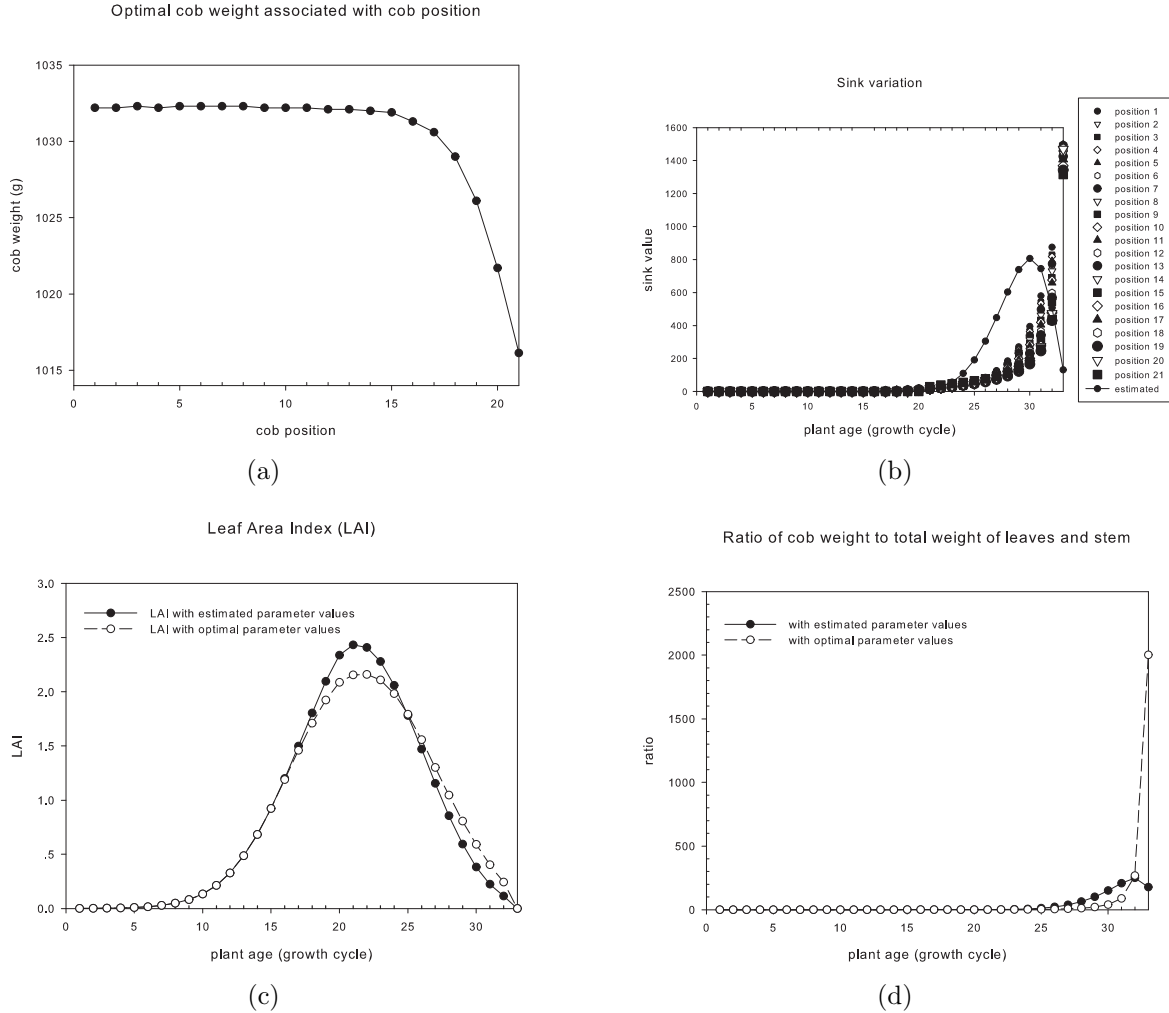 Optimal cob weight associated with cob position
1035
1030
1025
1020
1015
cob weight (g)
0 5 10 15 20
cob position
(a)
Sink variation
1600
1400
1200
1000
800
600
400
200
0
sink value
0 5 10 15 20 25 30
plant age (growth cycle)
position 1
position 2
position 3
position 4
position 5
position 6
position 7
position 8
position 9
position 10
position 11
position 12
position 13
position 14
position 15
position 16
position 17
position 18
position 19
position 20
position 21
estimated
(b)
Leaf Area Index (LAI)
3.0
2.5
2.0
1.5
1.0
.5
0.0
LAI
LAI with estimated parameter values
LAI with optimal parameter values
0 5 10 15 20 25 30
plant age (growth cycle)
(c)
Ratio of cob weight to total weight of leaves and stem
2500
2000
1500
1000
500
0
ratio
with estimated parameter values
with optimal parameter values
0 5 10 15 20 25 30
plant age (growth cycle)
(d)